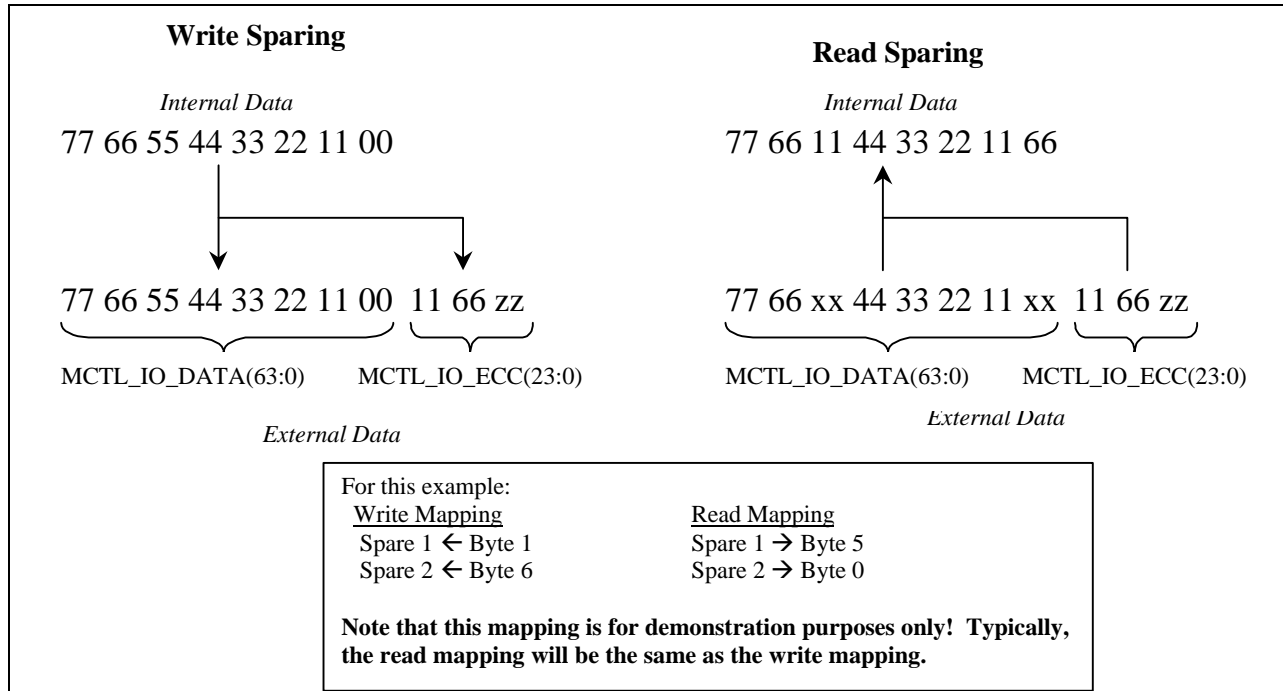 Write Sparing
Internal Data
77 66 55 44 33 22 11 00
77 66 55 44 33 22 11 00 11 66 zz
MCTL_IO_DATA(63:0) MCTL_IO_ECC(23:0)
External Data
Read Sparing
Internal Data
77 66 11 44 33 22 11 66
77 66 xx 44 33 22 11 xx 11 66 zz
MCTL_IO_DATA(63:0) MCTL_IO_ECC(23:0)
External Data
For this example:
Write Mapping Read Mapping
Spare 1 ← Byte 1 Spare 1 → Byte 5
Spare 2 ← Byte 6 Spare 2 → Byte 0
Note that this mapping is for demonstration purposes only! Typically,
the read mapping will be the same as the write mapping.